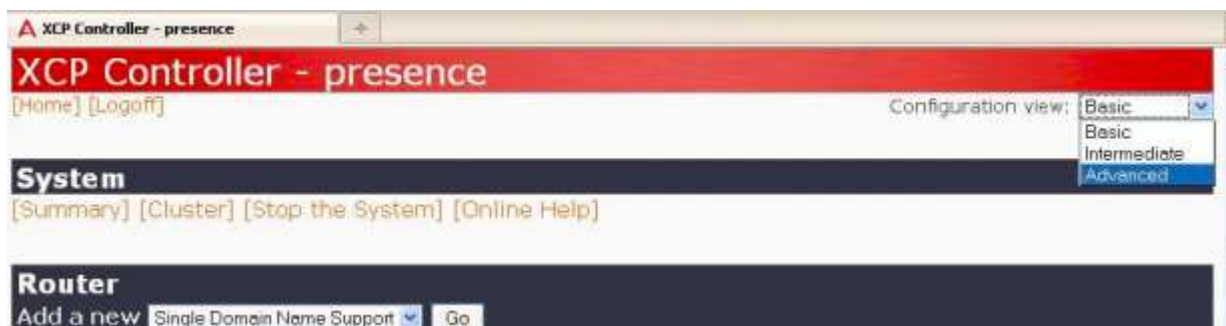 XCP Controller - presence
XCP Controller - presence
[Home] [Logoff]
Configuration view: Basic
Basic
Intermediate
Advanced
System
[Summary] [Cluster] [Stop the System] [Online Help]
Router
Add a new Single Domain Name Support Go